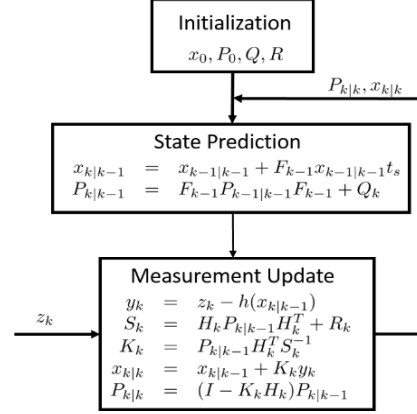 Initialization
x_0, P_0, Q, R
P_{k|k}, x_{k|k}
State Prediction
x_{k|k-1} = x_{k-1|k-1} + F_{k-1}x_{k-1|k-1}t_s
P_{k|k-1} = F_{k-1}P_{k-1|k-1}F_{k-1} + Q_k
Measurement Update
z_k
y_k = z_k - h(x_{k|k-1})
S_k = H_k P_{k|k-1} H_k^T + R_k
K_k = P_{k|k-1} H_k^T S_k^{-1}
x_{k|k} = x_{k|k-1} + K_k y_k
P_{k|k} = (I - K_k H_k)P_{k|k-1}